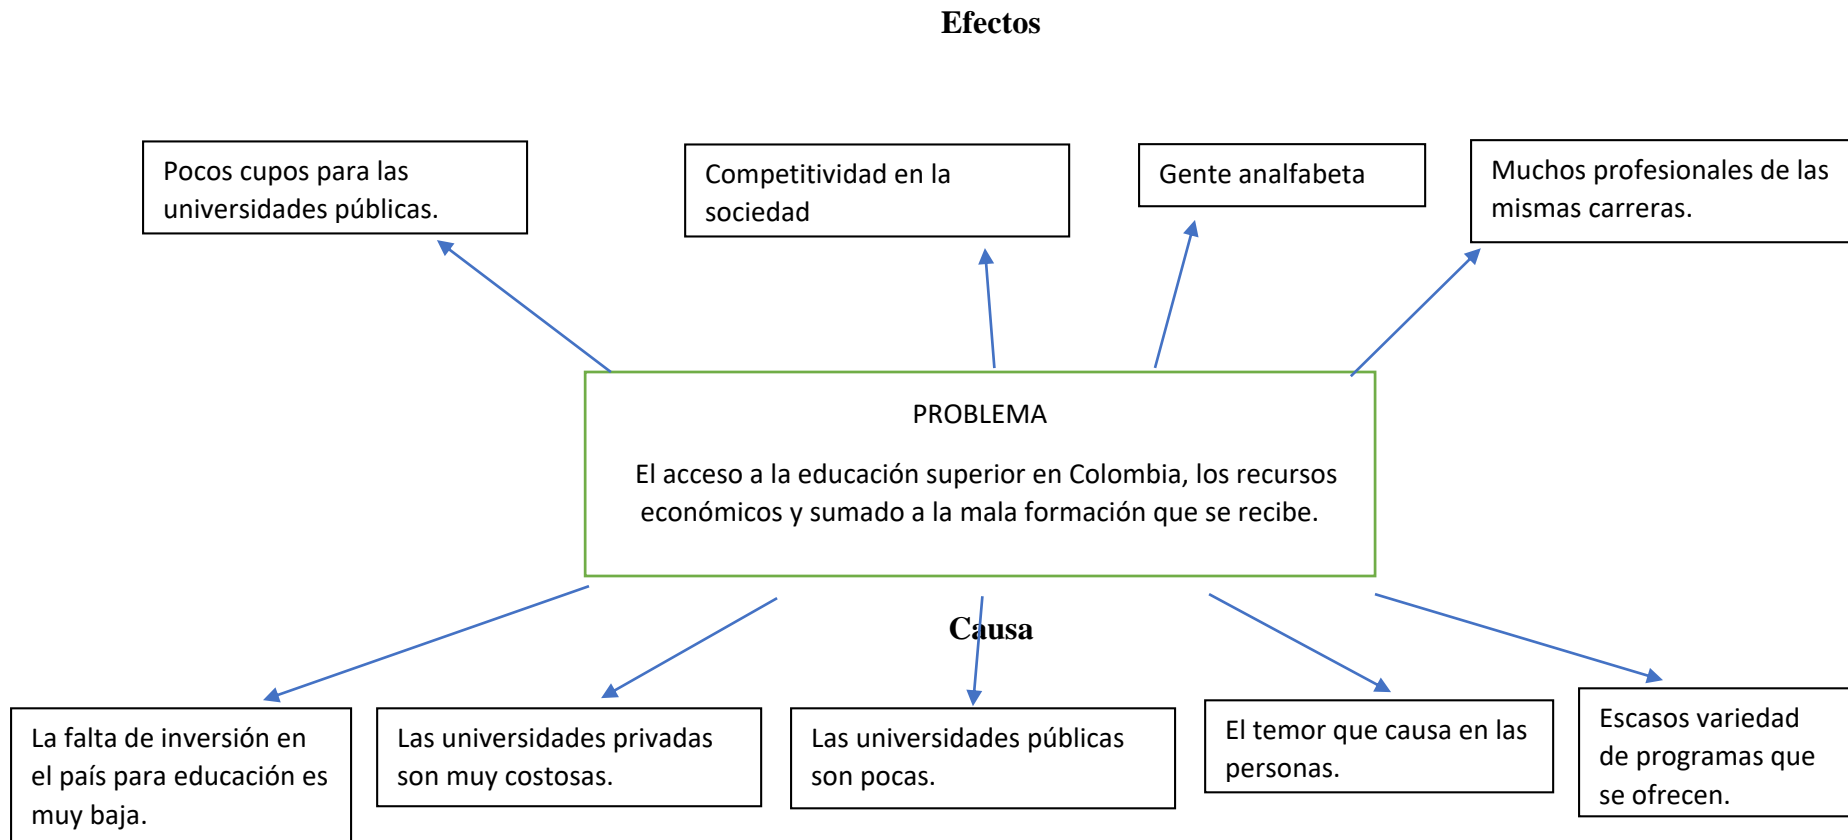 Efectos
Pocos cupos para las
universidades públicas.
Competitividad en la
sociedad
Gente analfabeta
Muchos profesionales de las
mismas carreras.
PROBLEMA
El acceso a la educación superior en Colombia, los recursos
económicos y sumado a la mala formación que se recibe.
Causa
La falta de inversión en
el país para educación es
muy baja.
Las universidades privadas
son muy costosas.
Las universidades públicas
son pocas.
El temor que causa en las
personas.
Escasos variedad
de programas que
se ofrecen.